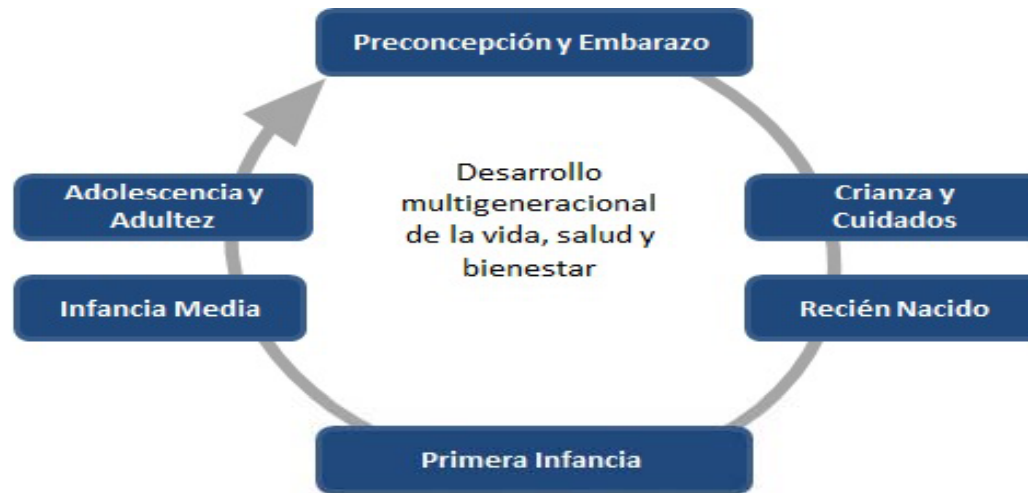 Preconcepción y Embarazo
Desarrollo
multigeneracional
de la vida, salud y
bienestar
Adolescencia y
Adultez
Crianza y
Cuidados
Infancia Media
Recién Nacido
Primera Infancia